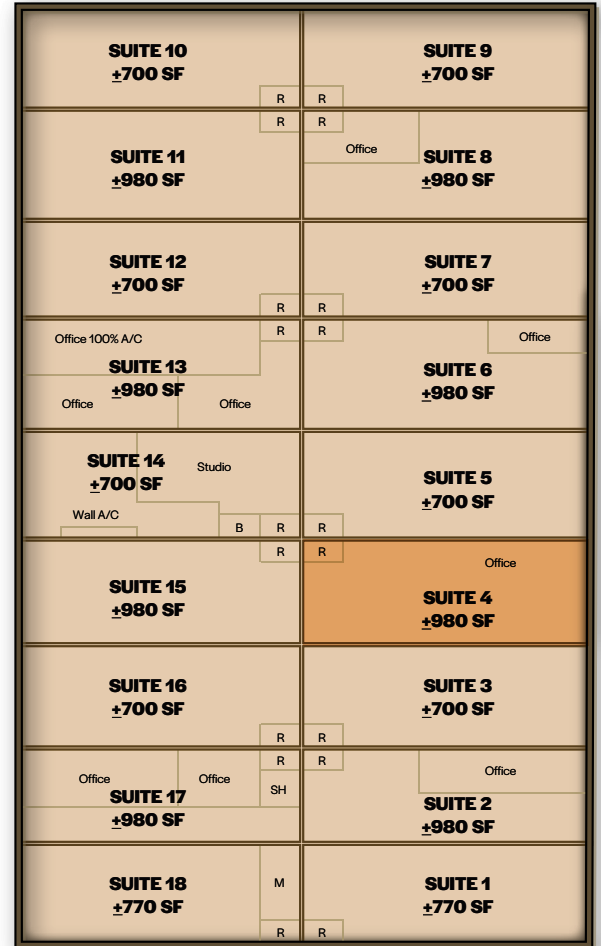 SUITE 10
±700 SF
R
SUITE 9
±700 SF
R
SUITE 11
±980 SF
R
R
Office
SUITE 8
±980 SF
SUITE 12
±700 SF
R
SUITE 7
±700 SF
R
Office 100% A/C
R
SUITE 13
±980 SF
Office
Office
R
Office
SUITE 6
±980 SF
SUITE 14
±700 SF
Studio
Wall A/C
B
R
SUITE 5
±700 SF
R
R
SUITE 15
±980 SF
R
Office
SUITE 4
±980 SF
SUITE 16
±700 SF
R
SUITE 3
±700 SF
R
R
Office
Office
SH
SUITE 17
±980 SF
R
Office
SUITE 2
±980 SF
M
SUITE 18
±770 SF
R
SUITE 1
±770 SF
R